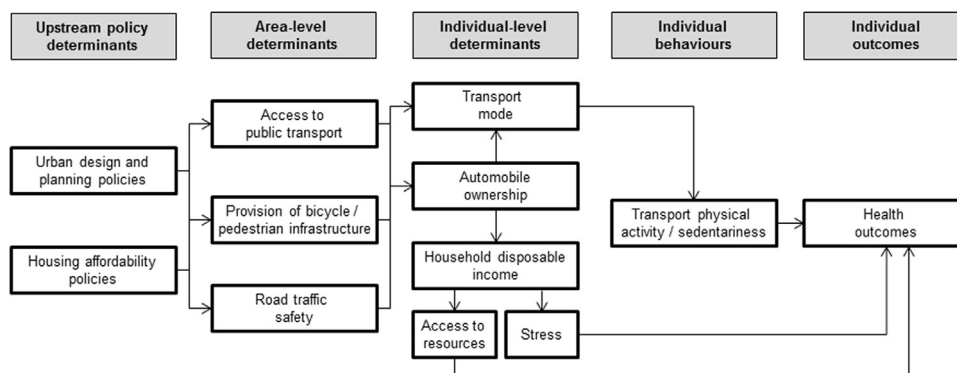 Upstream policy
determinants
Area-level
determinants
Individual-level
determinants
Individual
behaviours
Individual
outcomes
Access to
public transport
Transport
mode
Urban design and
planning policies
Automobile
ownership
Provision of bicycle /
pedestrian infrastructure
Transport physical
activity / sedentariness
Health
outcomes
Housing affordability
policies
Household disposable
income
Road traffic
safety
Access to
resources
Stress